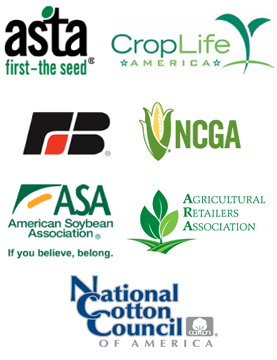 asta
first–the seed®
CropLife
AMERICA
FB®
NCGA
ASA
American Soybean
Association®
If you believe, belong.
AGRICULTURAL
RETAILERS
ASSOCIATION
National
Cotton
Council
OF AMERICA